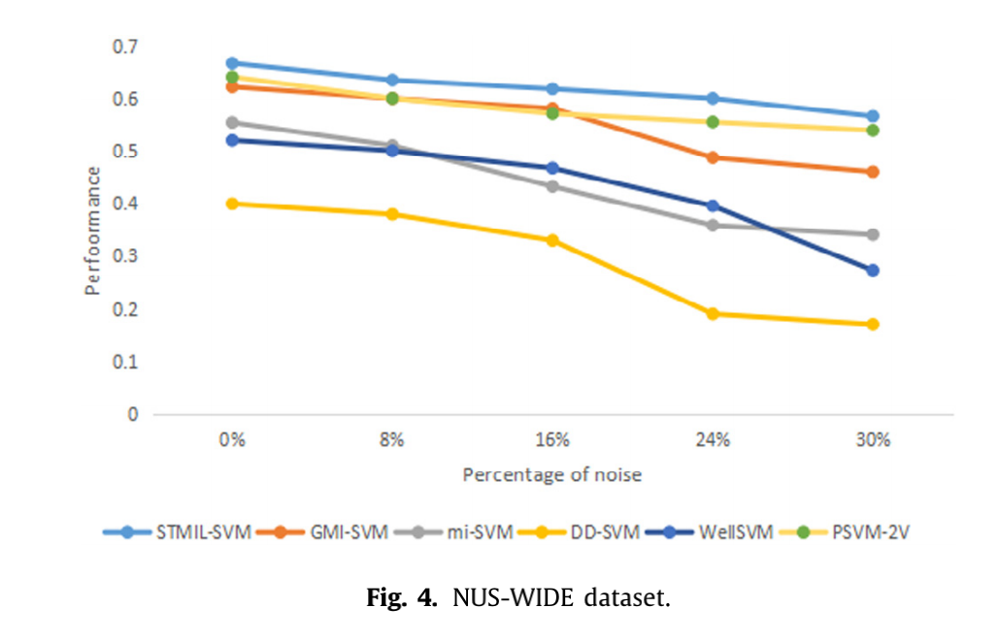 0.7
0.6
0.5
0.4
0.3
0.2
0.1
0
Perfoormance
0% 8% 16% 24% 30%
Percentage of noise
STMIL-SVM GMI-SVM mi-SVM DD-SVM WellSVM PSVM-2V
Fig. 4. NUS-WIDE dataset.